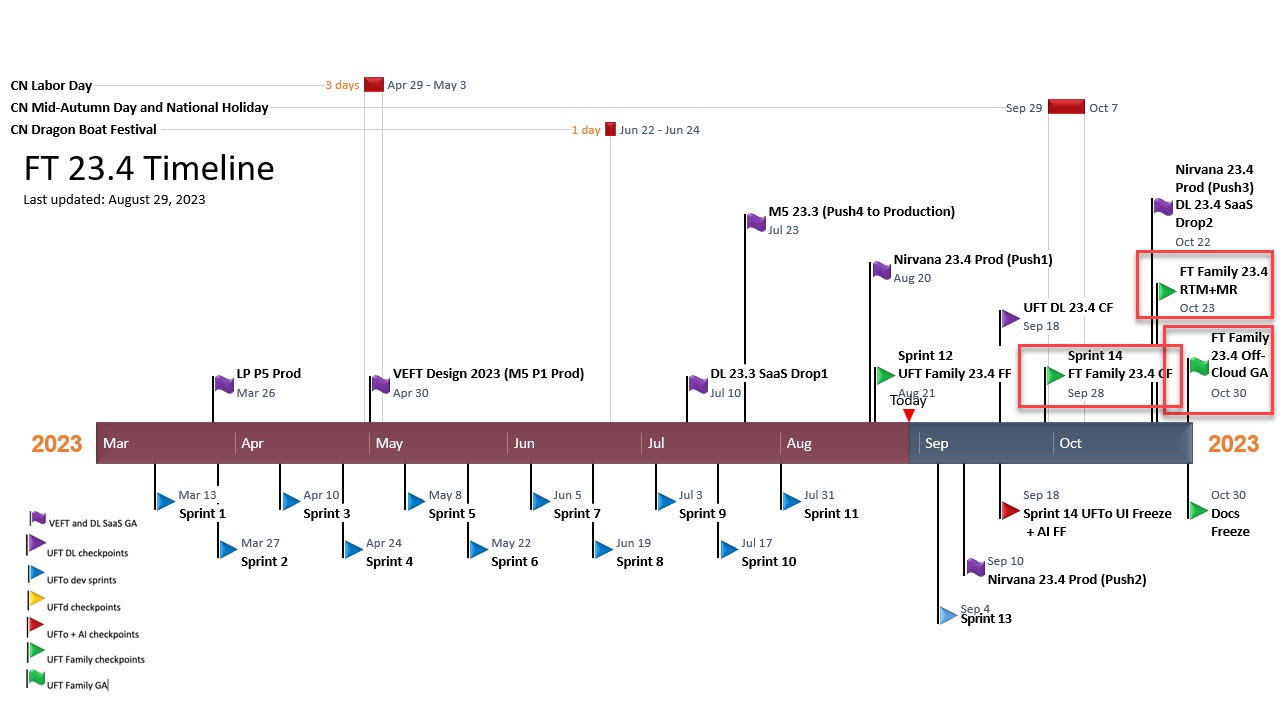 CN Labor Day
3 days
Apr 29 - May 3
CN Mid-Autumn Day and National Holiday
Sep 29
Oct 7
CN Dragon Boat Festival
1 day
Jun 22 - Jun 24
FT 23.4 Timeline
Last updated: August 29, 2023
Nirvana 23.4
Prod (Push3)
DL 23.4 SaaS
Drop2
Oct 22
M5 23.3 (Push4 to Production)
Jul 23
Nirvana 23.4 Prod (Push1)
Aug 20
FT Family 23.4
RTM+MR
Oct 23
UFT DL 23.4 CF
Sep 18
FT Family
23.4 Off-
Cloud GA
Oct 30
LP P5 Prod
Mar 26
VEFT Design 2023 (M5 P1 Prod)
Apr 30
DL 23.3 SaaS Drop1
Jul 10
Sprint 12
UFT Family 23.4 FF
Aug 21
Sprint 14
FT Family 23.4 CF
Sep 28
Today
2023
Mar
Apr
May
Jun
Jul
Aug
Sep
Oct
2023
Mar 13
Sprint 1
Apr 10
Sprint 3
May 8
Sprint 5
Jun 5
Sprint 7
Jul 3
Sprint 9
Jul 31
Sprint 11
Sep 18
Sprint 14 UFTo UI Freeze
+ AI FF
Oct 30
Docs
Freeze
Mar 27
Sprint 2
Apr 24
Sprint 4
May 22
Sprint 6
Jun 19
Sprint 8
Jul 17
Sprint 10
Sep 10
Nirvana 23.4 Prod (Push2)
Sep 4
Sprint 13
VEFT and DL SaaS GA
UFT DL checkpoints
UFTo dev sprints
UFTd checkpoints
UFTo + AI checkpoints
UFT Family checkpoints
UFT Family GA